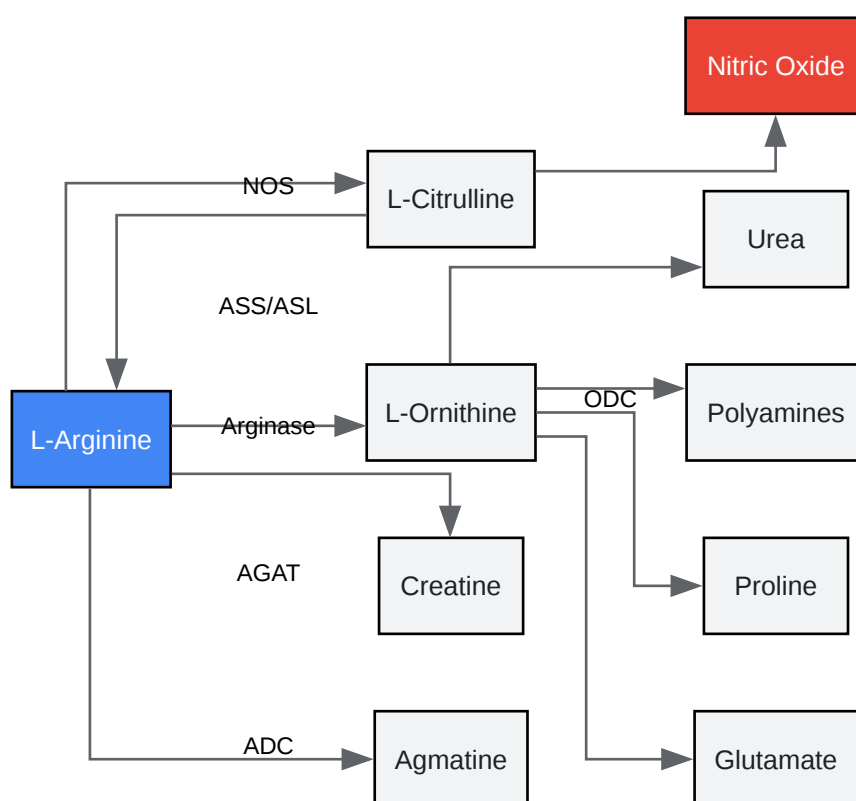 Nitric Oxide
NOS
L-Citrulline
Urea
ASS/ASL
L-Arginine
Arginase
L-Ornithine
ODC
Polyamines
AGAT
Creatine
Proline
ADC
Agmatine
Glutamate